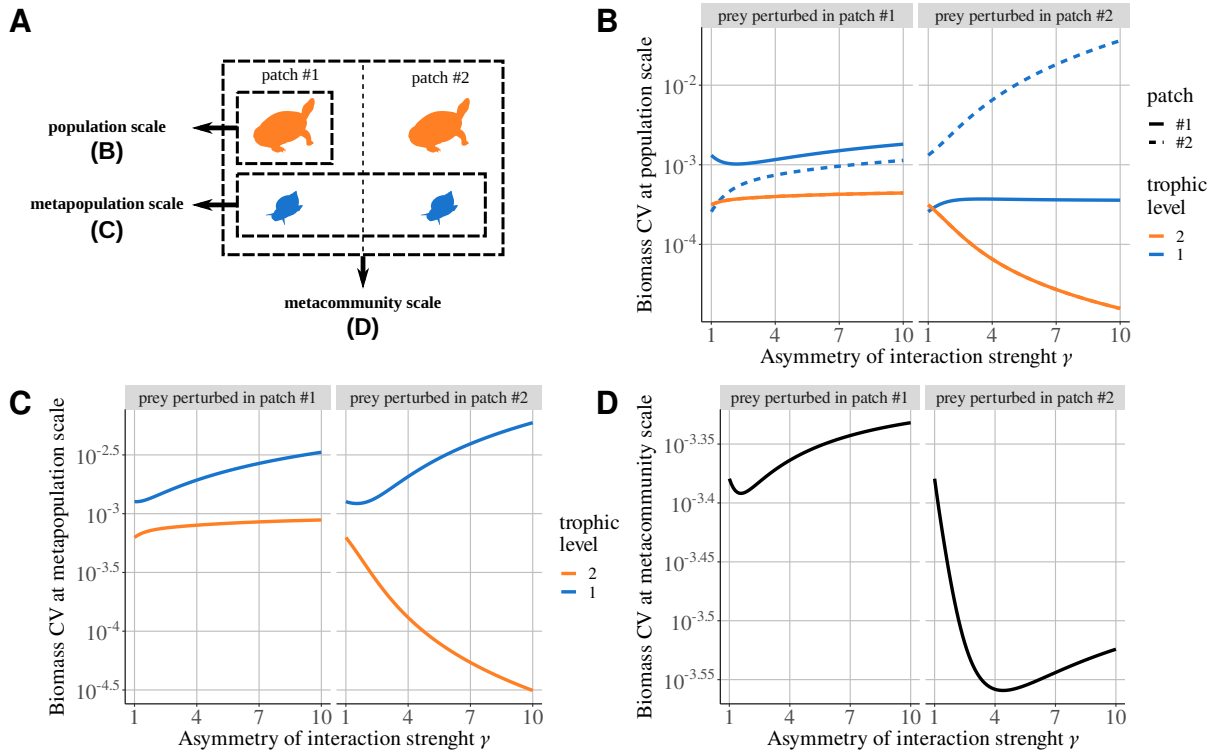 A
patch #1
patch #2
population scale
(B)
metapopulation scale
(C)
metacommunity scale
(D)
B
prey perturbed in patch #1
prey perturbed in patch #2
Biomass CV at population scale
10^-2
10^-3
10^-4
1 4 7 10
1 4 7 10
Asymmetry of interaction strenght γ
patch
#1
#2
trophic
level
2
1
C
prey perturbed in patch #1
prey perturbed in patch #2
Biomass CV at metapopulation scale
10^-2.5
10^-3
10^-3.5
10^-4
10^-4.5
1 4 7 10
1 4 7 10
Asymmetry of interaction strenght γ
trophic
level
2
1
D
prey perturbed in patch #1
prey perturbed in patch #2
Biomass CV at metacommunity scale
10^-3.35
10^-3.4
10^-3.45
10^-3.5
10^-3.55
1 4 7 10
1 4 7 10
Asymmetry of interaction strenght γ